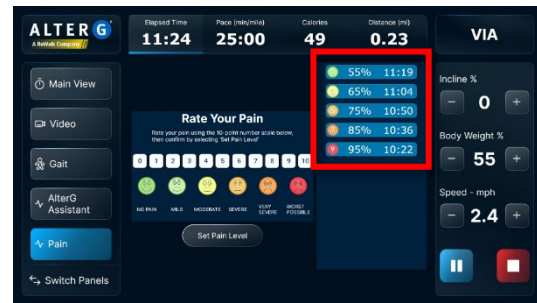 ALTER G
A ReWalk Company
Elapsed Time
11:24
Pace (min/mile)
25:00
Calories
49
Distance (mi)
0.23
VIA
Main View
Video
Gait
AlterG
Assistant
Pain
Switch Panels
Rate Your Pain
Rate your pain using the 10-point number scale below,
then confirm by selecting 'Set Pain Level'
0 1 2 3 4 5 6 7 8 9 10
NO PAIN MILD MODERATE SEVERE VERY SEVERE WORST POSSIBLE
Set Pain Level
55% 11:19
65% 11:04
75% 10:50
85% 10:36
95% 10:22
Incline %
- 0 +
Body Weight %
- 55 +
Speed - mph
- 2.4 +